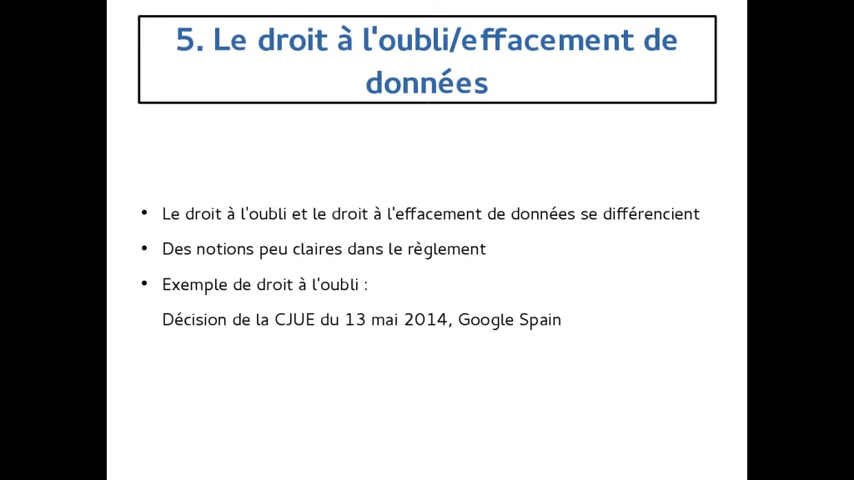 5. Le droit à l'oubli/effacement de
données
• Le droit à l'oubli et le droit à l'effacement de données se différencient
• Des notions peu claires dans le règlement
• Exemple de droit à l'oubli :
Décision de la CJUE du 13 mai 2014, Google Spain